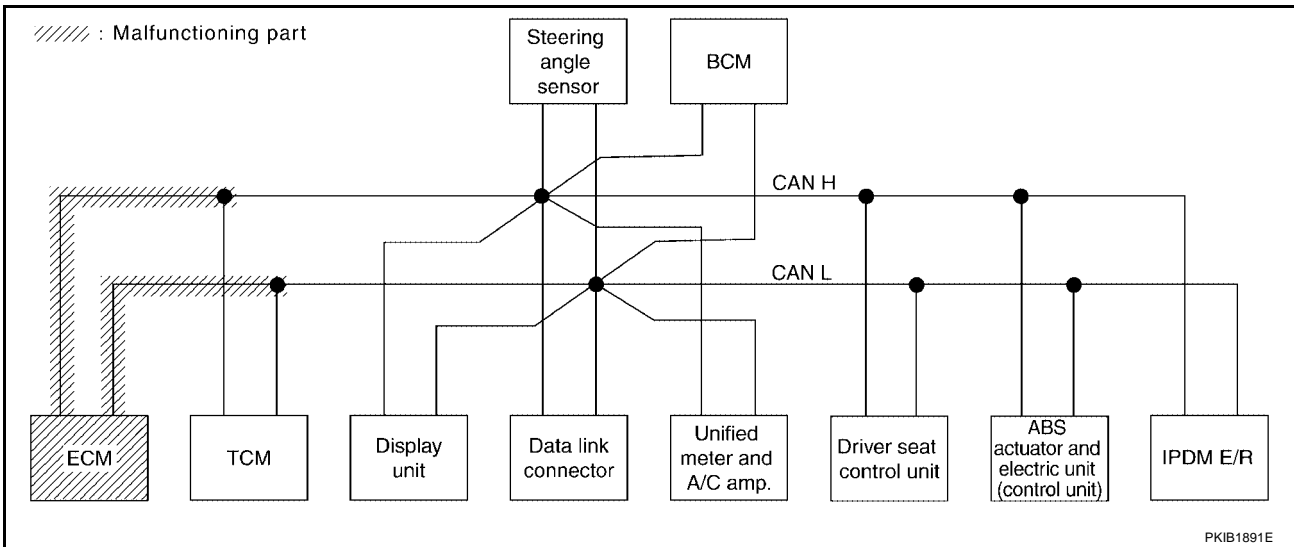 : Malfunctioning part
Steering
angle
sensor
BCM
CAN H
CAN L
ECM
TCM
Display
unit
Data link
connector
Unified
meter and
A/C amp.
Driver seat
control unit
ABS
actuator and
electric unit
(control unit)
IPDM E/R
PKIB1891E